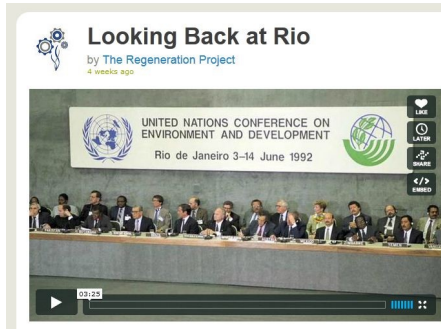 Looking Back at Rio
by The Regeneration Project
4 weeks ago
UNITED NATIONS CONFERENCE ON
ENVIRONMENT AND DEVELOPMENT
Rio de Janeiro 3–14 June 1992
LIKE
LATER
SHARE
</>
EMBED
03:25